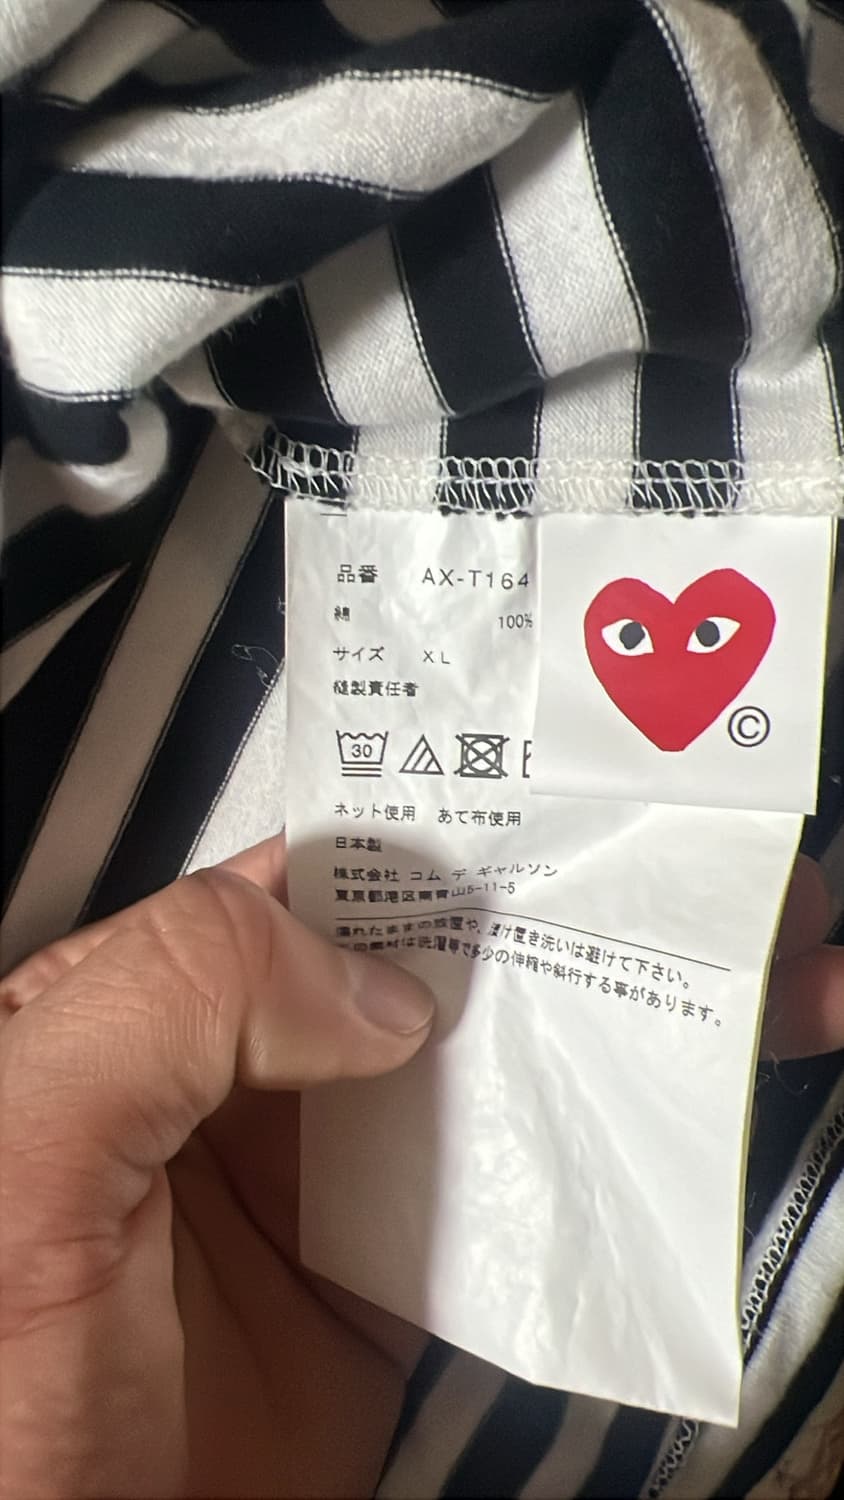 品番 AX-T164
綿 100%
サイズ XL
縫製責任者
30
ネット使用 あて布使用
日本製
株式会社 コム デ ギャルソン
東京都港区南青山5-11-5
濡れたままの放置や、浸け置き洗いは避けて下さい。
の素材は洗濯等で多少の伸縮や斜行する事があります。
©